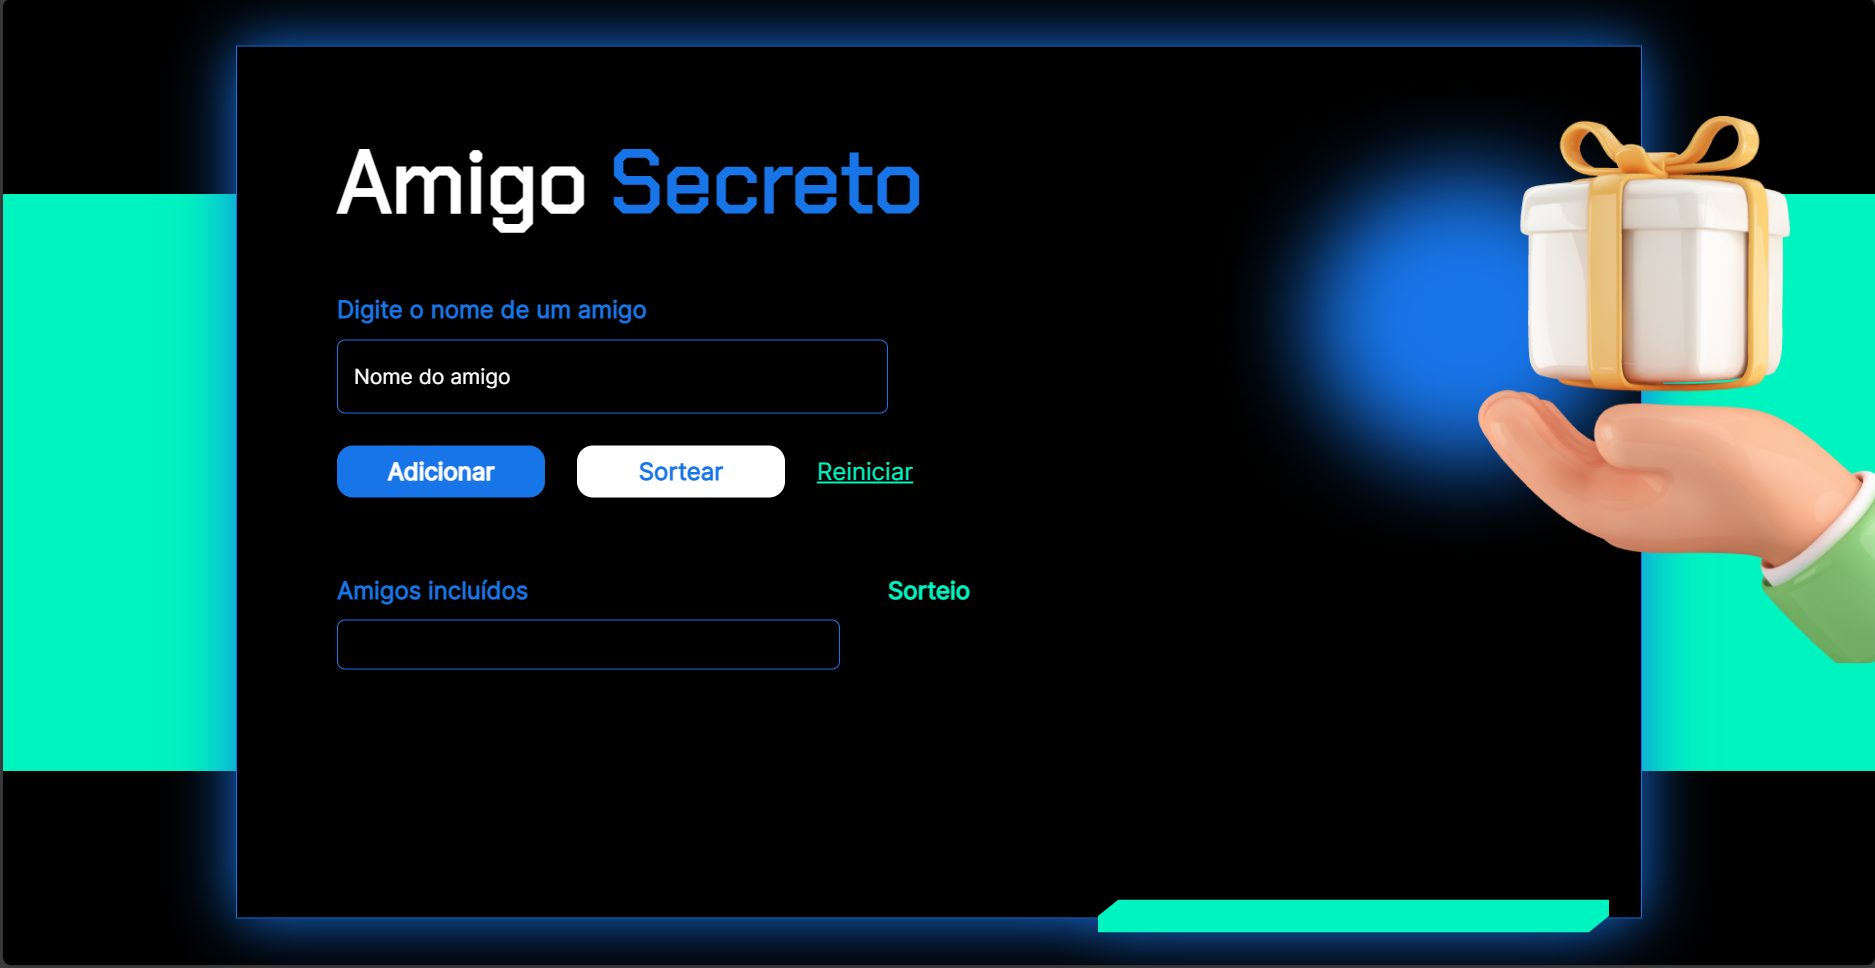 Amigo Secreto
Digite o nome de um amigo
Nome do amigo
Adicionar Sortear Reiniciar
Amigos incluídos Sorteio